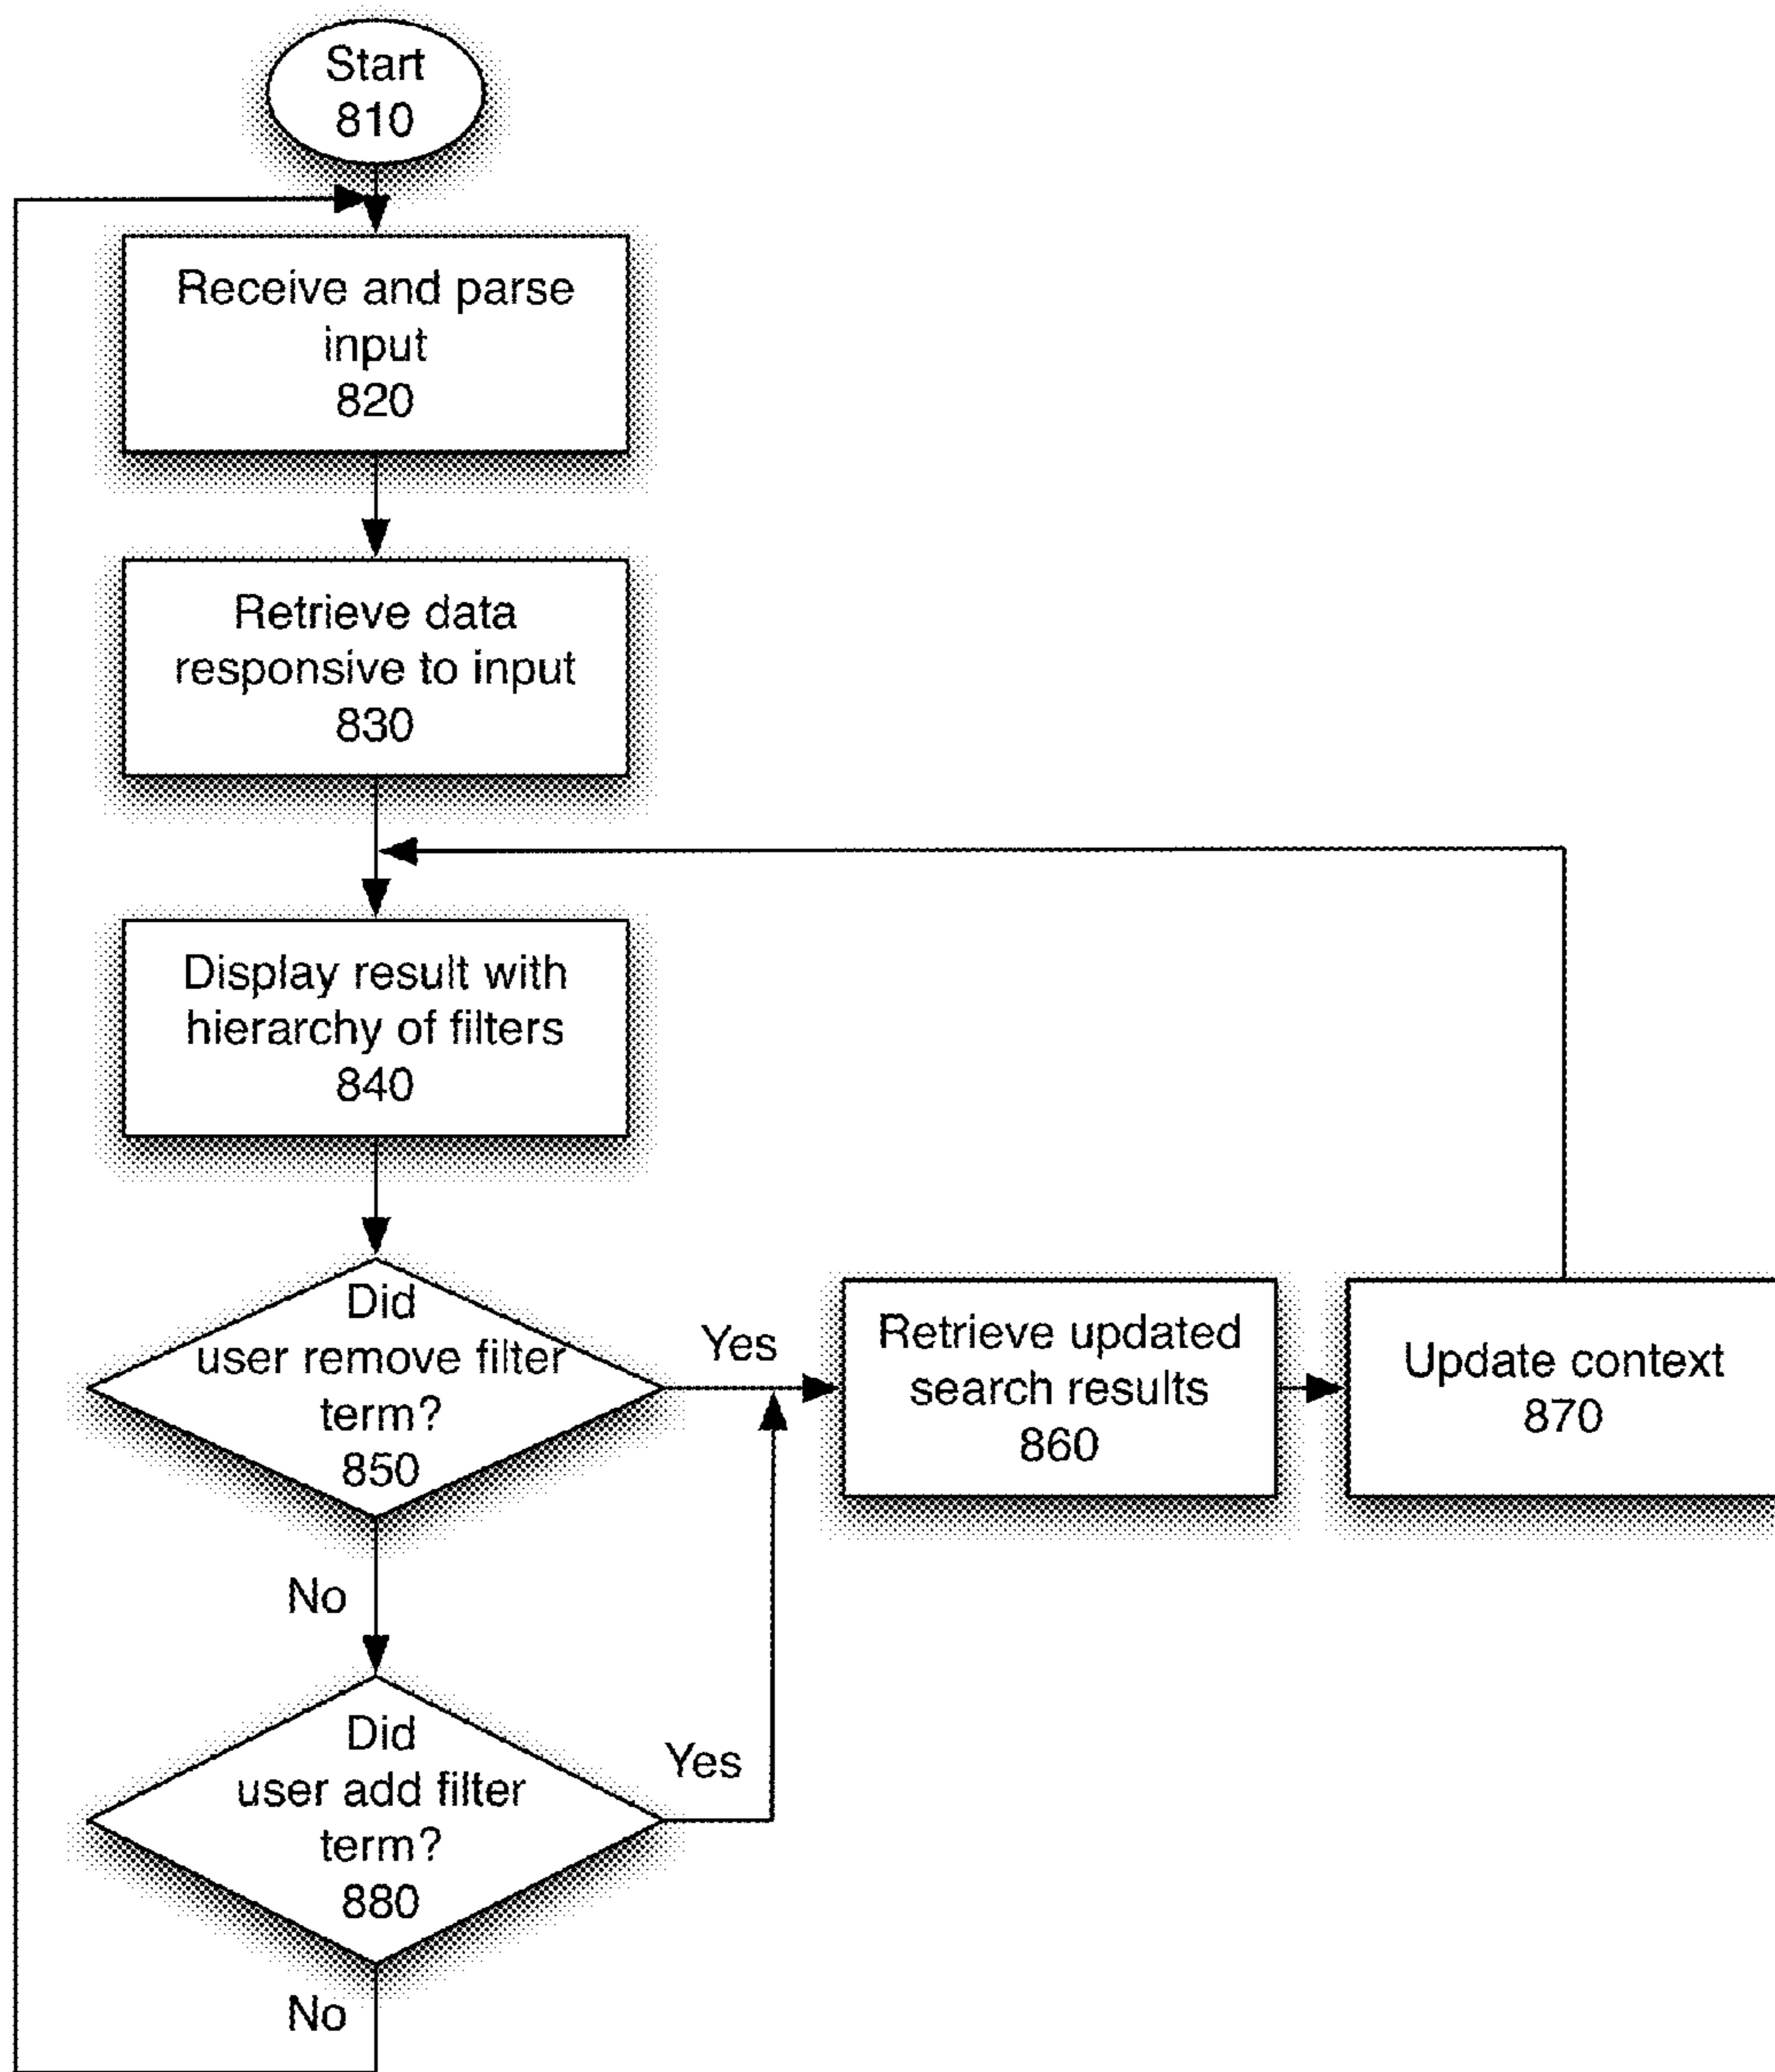 Start
810
Receive and parse
input
820
Retrieve data
responsive to input
830
Display result with
hierarchy of filters
840
Did
user remove filter
term?
850
Yes
Retrieve updated
search results
860
Update context
870
No
Did
user add filter
term?
880
Yes
No